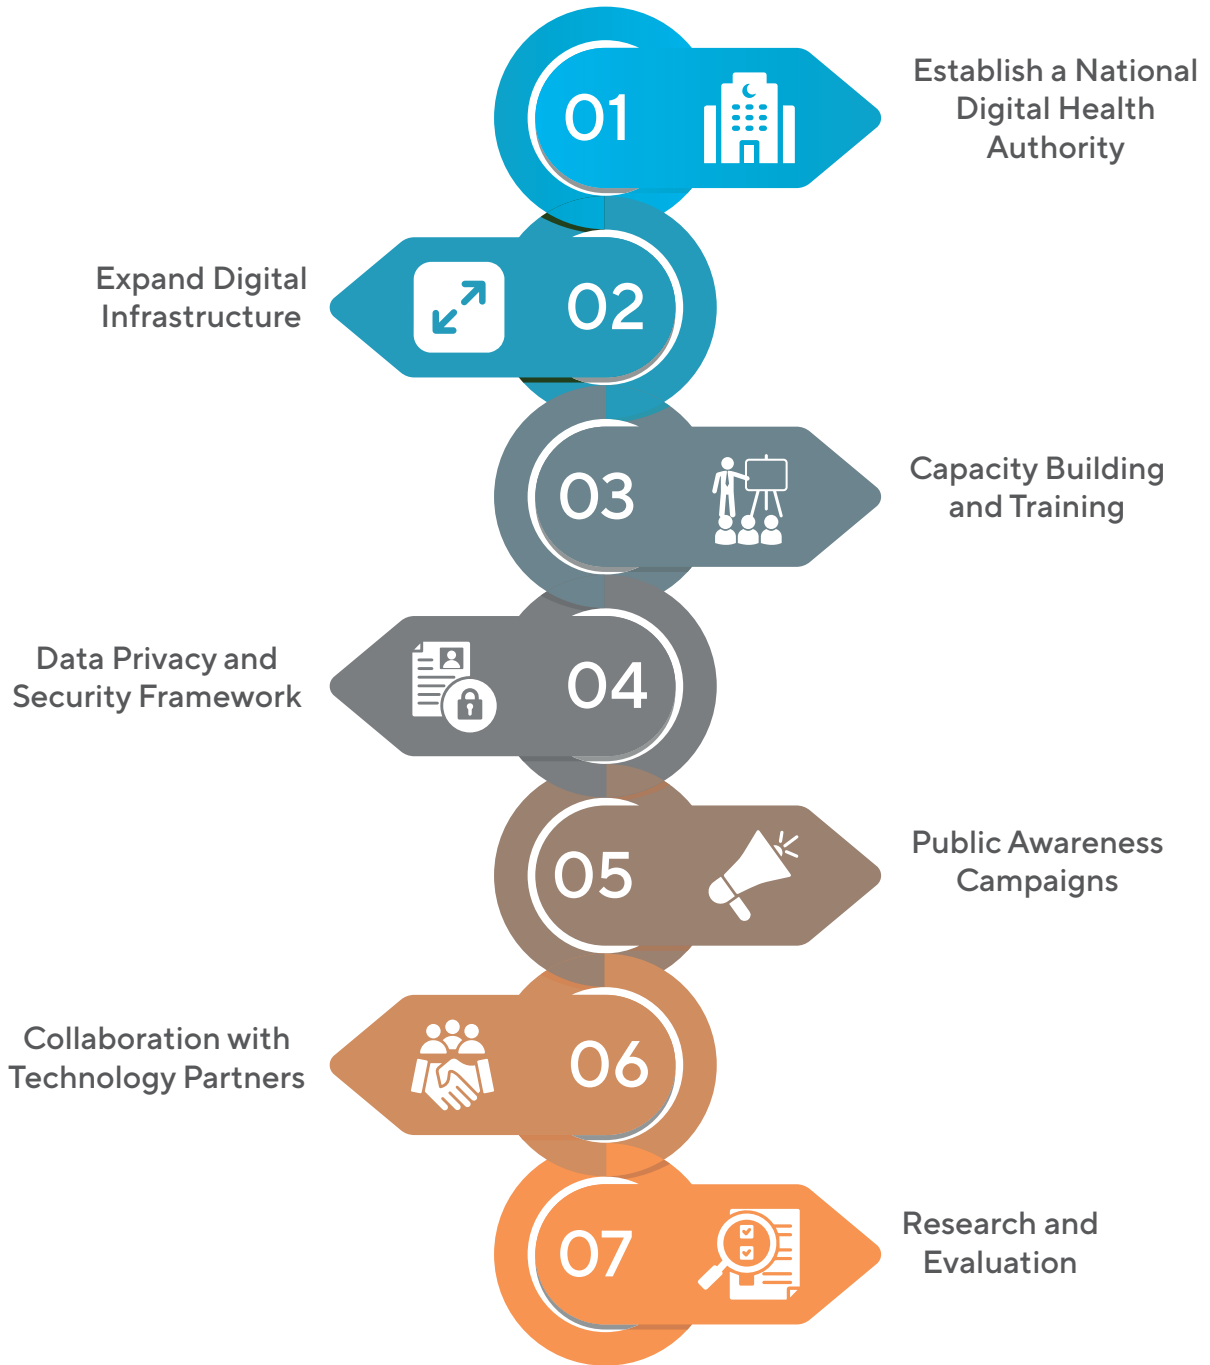 01
Establish a National
Digital Health
Authority
Expand Digital
Infrastructure
02
03
Capacity Building
and Training
Data Privacy and
Security Framework
04
05
Public Awareness
Campaigns
Collaboration with
Technology Partners
06
07
Research and
Evaluation